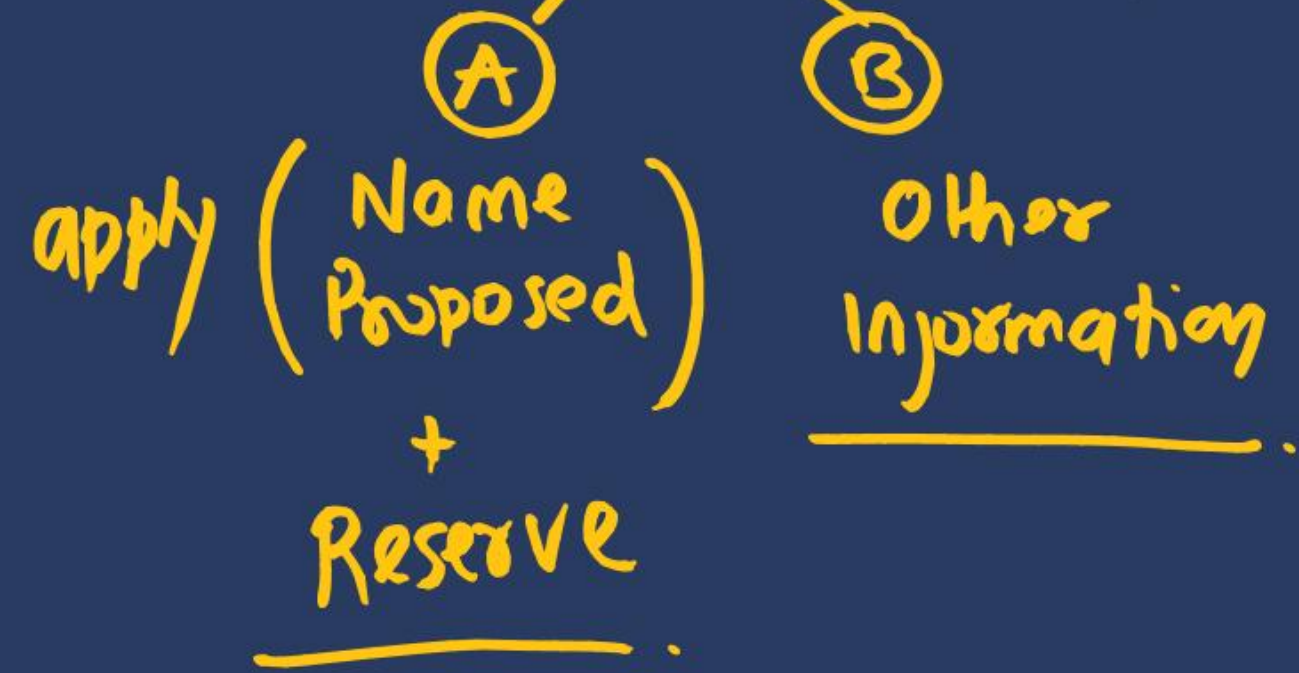 A B
apply ( Name Proposed ) Other Information
+
Reserve